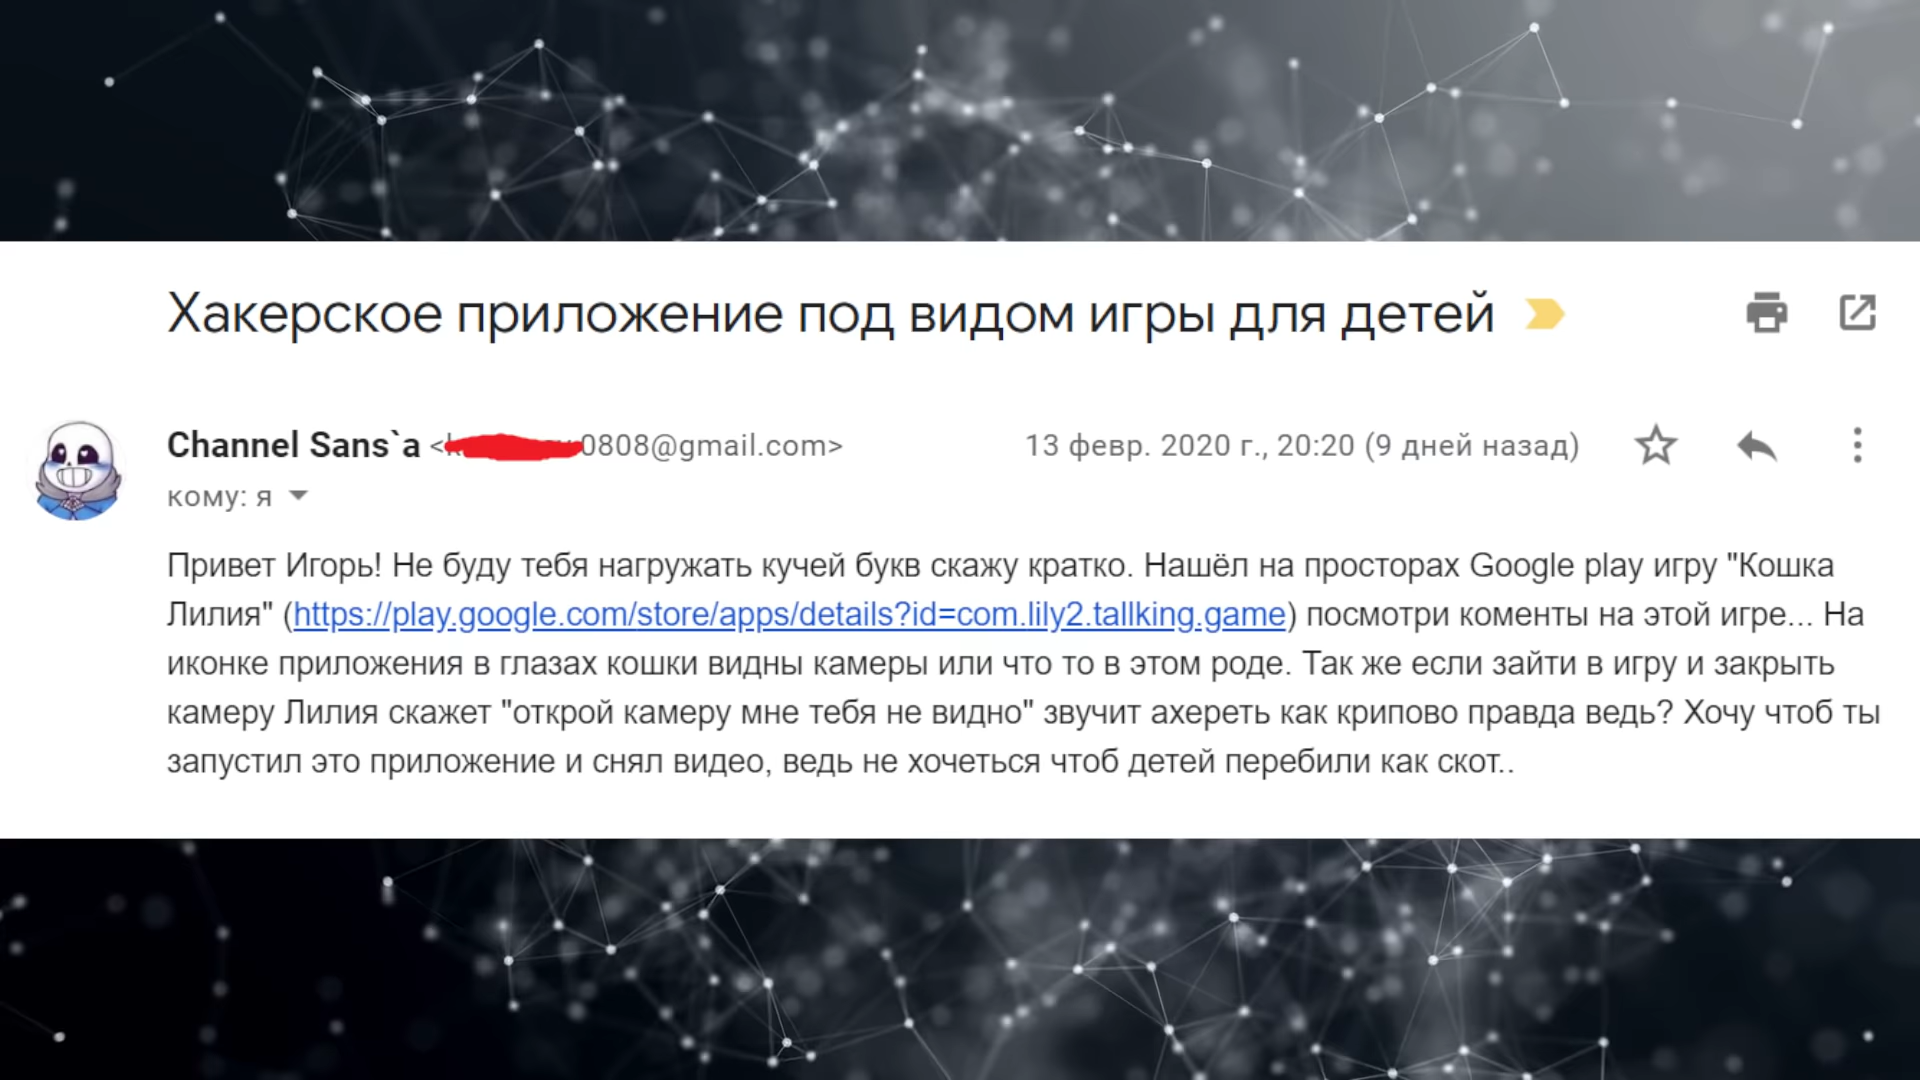 Хакерское приложение под видом игры для детей
Channel Sans`a < 0808@gmail.com> 13 февр. 2020 г., 20:20 (9 дней назад)
кому: я
Привет Игорь! Не буду тебя нагружать кучей букв скажу кратко. Нашёл на просторах Google play игру "Кошка
Лилия" (https://play.google.com/store/apps/details?id=com.lily2.tallking.game) посмотри коменты на этой игре... На
иконке приложения в глазах кошки видны камеры или что то в этом роде. Так же если зайти в игру и закрыть
камеру Лилия скажет "открой камеру мне тебя не видно" звучит ахереть как крипово правда ведь? Хочу чтоб ты
запустил это приложение и снял видео, ведь не хочеться чтоб детей перебили как скот..